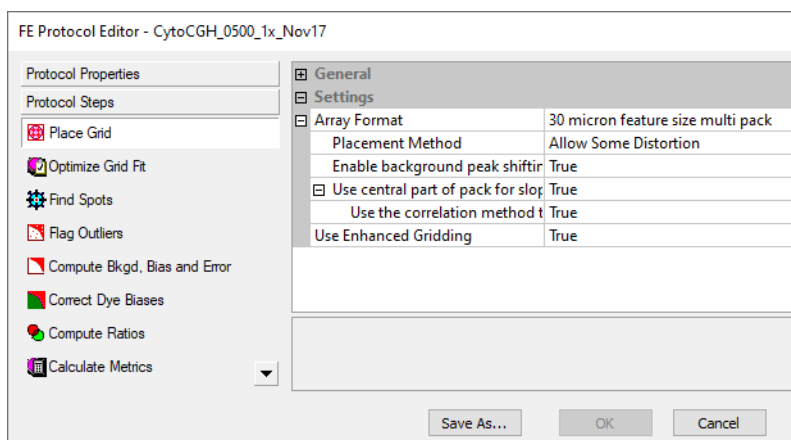 FE Protocol Editor - CytoCGH_0500_1x_Nov17
Protocol Properties
Protocol Steps
Place Grid
Optimize Grid Fit
Find Spots
Flag Outliers
Compute Bkgd, Bias and Error
Correct Dye Biases
Compute Ratios
Calculate Metrics
General
Settings
Array Format 30 micron feature size multi pack
Placement Method Allow Some Distortion
Enable background peak shiftin True
Use central part of pack for slop True
Use the correlation method t True
Use Enhanced Gridding True
Save As... OK Cancel